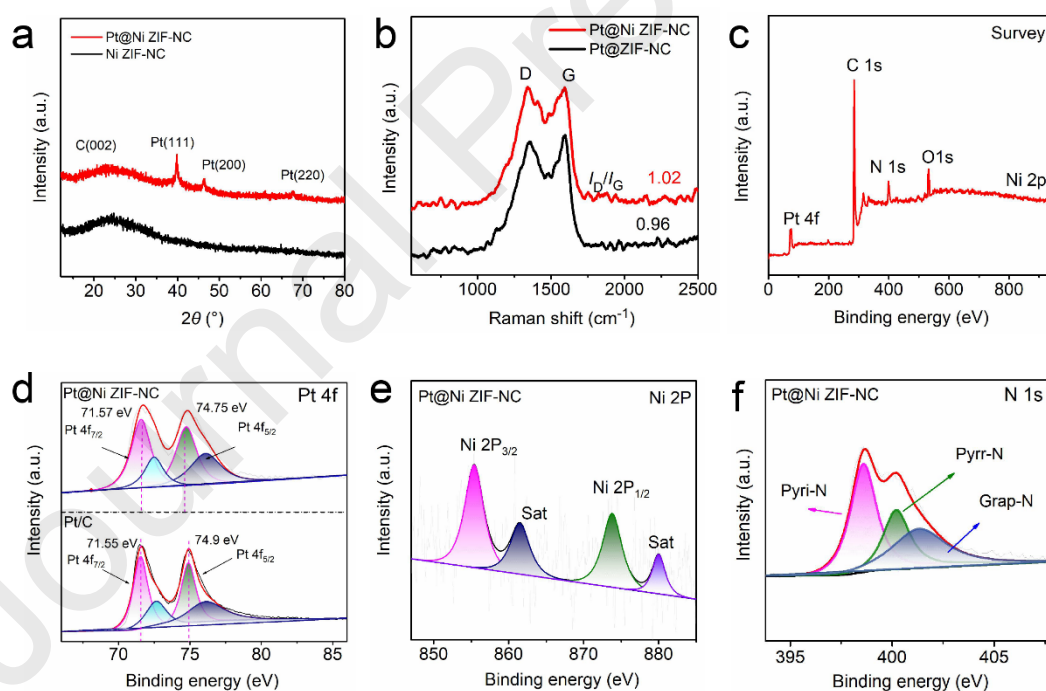 a
Pt@Ni ZIF-NC
Ni ZIF-NC
C(002)
Pt(111)
Pt(200)
Pt(220)
Intensity (a.u.)
20 30 40 50 60 70 80
2θ (°)
b
Pt@Ni ZIF-NC
Pt@ZIF-NC
D G
I_D/I_G
1.02
0.96
Intensity (a.u.)
1000 1500 2000 2500
Raman shift (cm⁻¹)
c
Survey
C 1s
N 1s
O1s
Ni 2p
Pt 4f
Intensity (a.u.)
0 200 400 600 800
Binding energy (eV)
d
Pt@Ni ZIF-NC
Pt 4f
71.57 eV
74.75 eV
Pt 4f₇/₂
Pt 4f₅/₂
Pt/C
71.55 eV
74.9 eV
Pt 4f₇/₂
Pt 4f₅/₂
Intensity (a.u.)
70 75 80 85
Binding energy (eV)
e
Pt@Ni ZIF-NC
Ni 2P
Ni 2P₃/₂
Sat
Ni 2P₁/₂
Sat
Intensity (a.u.)
850 860 870 880
Binding energy (eV)
f
Pt@Ni ZIF-NC
N 1s
Pyri-N
Pyrr-N
Grap-N
Intensity (a.u.)
395 400 405
Binding energy (eV)
Journal Pre